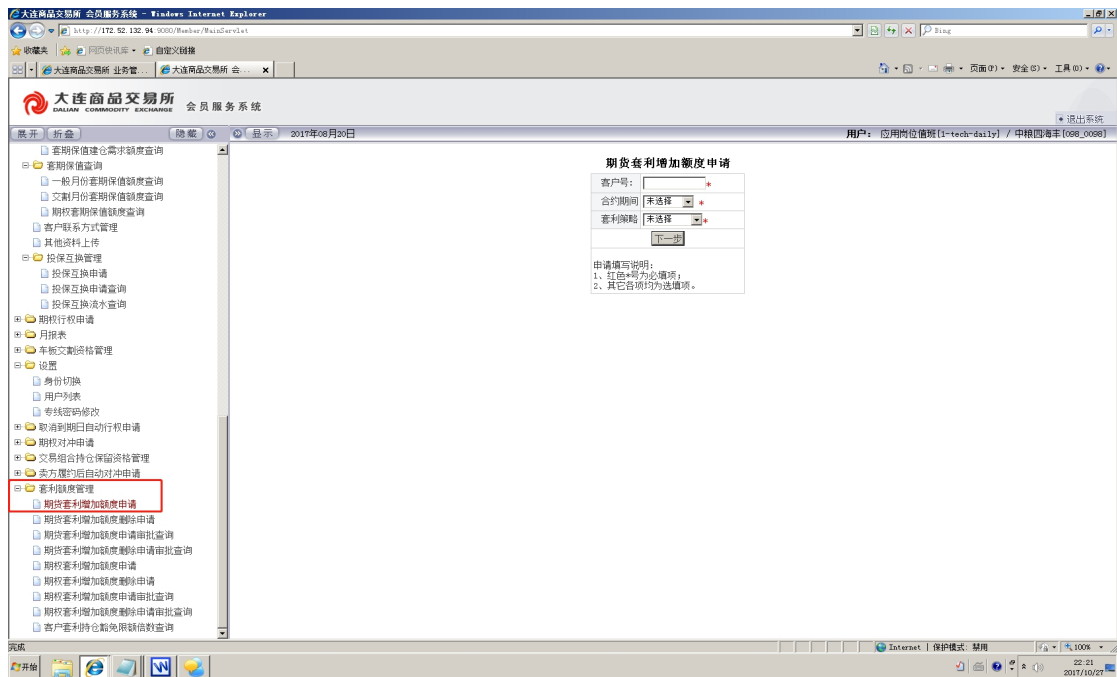 大连商品交易所 会员服务系统 - Windows Internet Explorer
http://172.52.132.94:9080/Member/MainServlet
Bing
收藏夹 网页快讯库 自定义链接
大连商品交易所 业务管... 大连商品交易所 会...
页面(P) 安全(S) 工具(O)
大连商品交易所 会员服务系统
DALIAN COMMODITY EXCHANGE
退出系统
展开 折叠 隐藏 显示 2017年08月20日 用户: 应用岗位值班[1-tech-daily] / 中粮四海丰[098_0098]
套期保值建仓需求额度查询
套期保值查询
一般月份套期保值额度查询
交割月份套期保值额度查询
期权套期保值额度查询
客户联系方式管理
其他资料上传
投保互换管理
投保互换申请
投保互换申请查询
投保互换流水查询
期权行权申请
月报表
车板交割资格管理
设置
身份切换
用户列表
专线密码修改
取消到期日自动行权申请
期权对冲申请
交易组合持仓保留资格管理
卖方履约后自动对冲申请
套利额度管理
期货套利增加额度申请
期货套利增加额度删除申请
期货套利增加额度申请审批查询
期货套利增加额度删除申请审批查询
期权套利增加额度申请
期权套利增加额度删除申请
期权套利增加额度申请审批查询
期权套利增加额度删除申请审批查询
客户套利持仓豁免限额倍数查询
期货套利增加额度申请
客户号: *
合约期间 未选择 *
套利策略 未选择 *
下一步
申请填写说明:
1、红色*号为必填项;
2、其它各项均为选填项。
完成 Internet | 保护模式: 禁用 100%
开始 22:21
2017/10/27